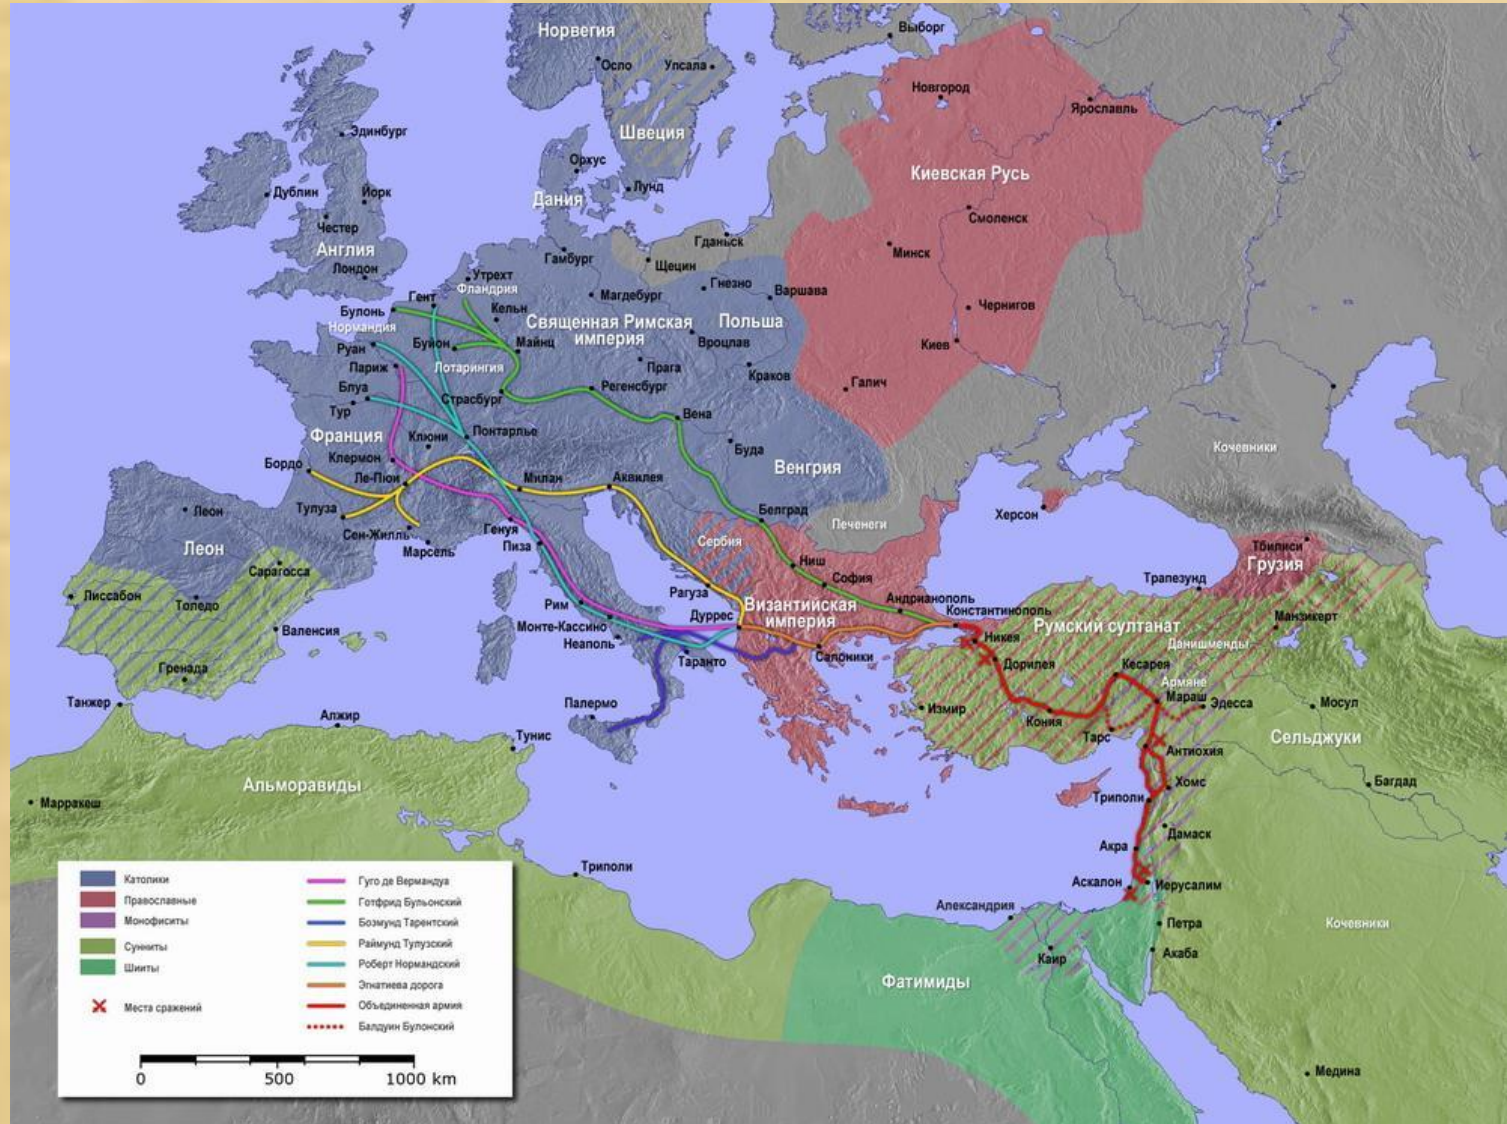 Норвегия
Осло
Упсала
Выборг
Новгород
Ярославль
Эдинбург
Швеция
Орхус
Лунд
Дания
Киевская Русь
Смоленск
Дублин
Йорк
Честер
Англия
Лондон
Гданьск
Щецин
Гамбург
Минск
Утрехт
Фландрия
Гент
Булонь
Нормандия
Кельн
Магдебург
Гнезно
Варшава
Чернигов
Священная Римская
империя
Польша
Вроцлав
Руан
Буйон
Майнц
Киев
Париж
Лотарингия
Прага
Краков
Галич
Блуа
Тур
Страсбург
Регенсбург
Вена
Франция
Клюни
Понтарлье
Буда
Венгрия
Кочевники
Клермон
Бордо
Ле-Пюи
Милан
Аквилея
Тулуза
Леон
Сен-Жилль
Генуя
Белград
Печенеги
Херсон
Леон
Марсель
Пиза
Сербия
Тбилиси
Грузия
Сарагосса
Ниш
София
Трапезунд
Лиссабон
Толедо
Рагуза
Андрианополь
Рим
Дуррес
Византийская
империя
Константинополь
Манзикерт
Валенсия
Монте-Кассино
Неаполь
Румский султанат
Никея
Данишменды
Гренада
Таранто
Салоники
Дорилея
Кесарея
Армяне
Мараш
Эдесса
Мосул
Танжер
Алжир
Палермо
Измир
Кония
Тарс
Тунис
Сельджуки
Антиохия
Альморавиды
Хомс
Багдад
Марракеш
Триполи
Дамаск
Акра
Триполи
Аскалон
Иерусалим
Александрия
Петра
Кочевники
Каир
Акаба
Фатимиды
Медина
Католики
Православные
Монофиситы
Сунниты
Шииты
Места сражений
Гуго де Вермандуа
Готфрид Бульонский
Боэмунд Тарентский
Раймунд Тулузский
Роберт Нормандский
Эгнатиева дорога
Объединенная армия
Балдуин Булонский
0 500 1000 km